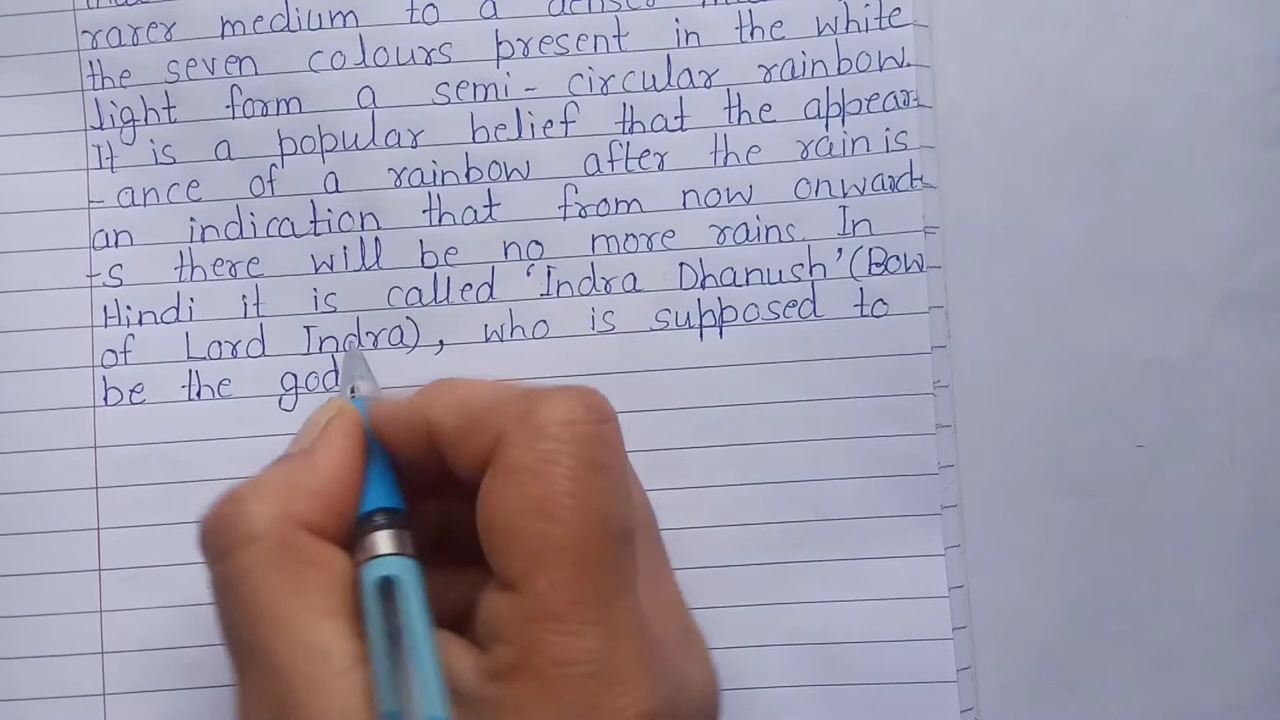 rarer medium to a
the seven colours present in the white
light form a semi-circular rainbow.
It is a popular belief that the appear
-ance of a rainbow after the rain is
an indication that from now onward-
-s there will be no more rains. In
Hindi it is called 'Indra Dhanush' (Bow
of Lord Indra), who is supposed to
be the god